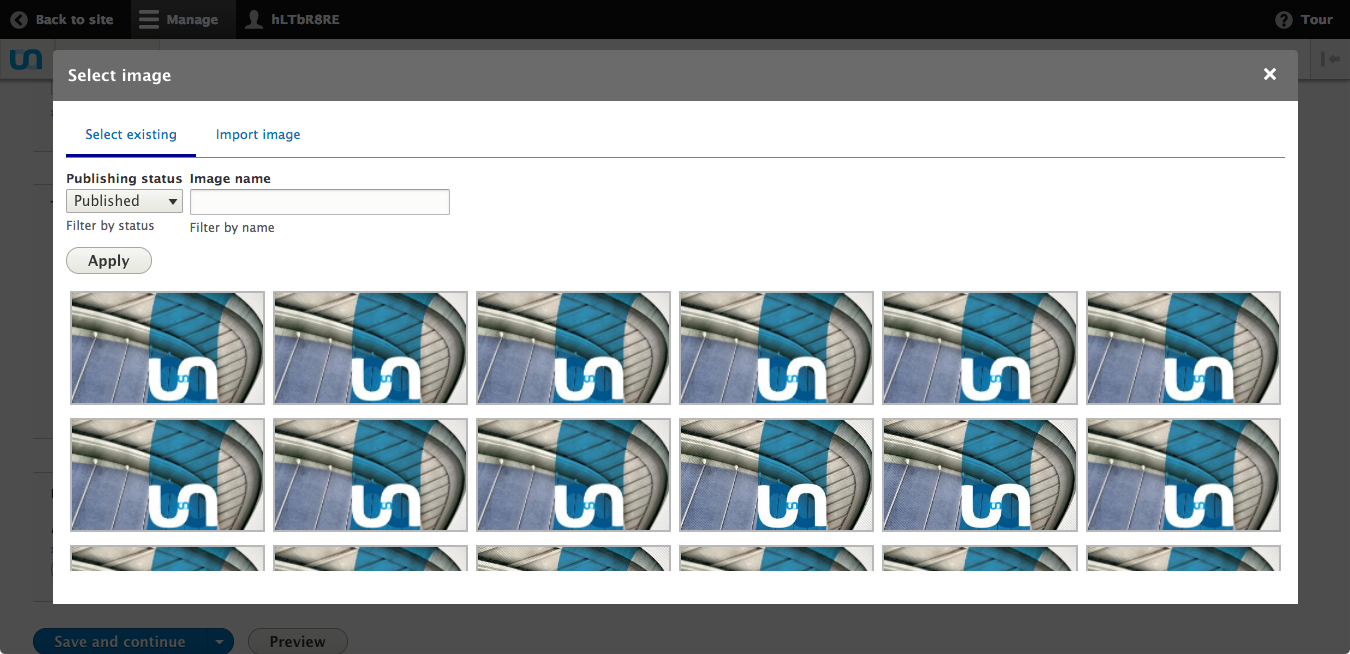 Back to site
Manage
hLTbR8RE
Tour
Select image
Select existing
Import image
Publishing status
Image name
Published
Filter by status
Filter by name
Apply
Save and continue
Preview